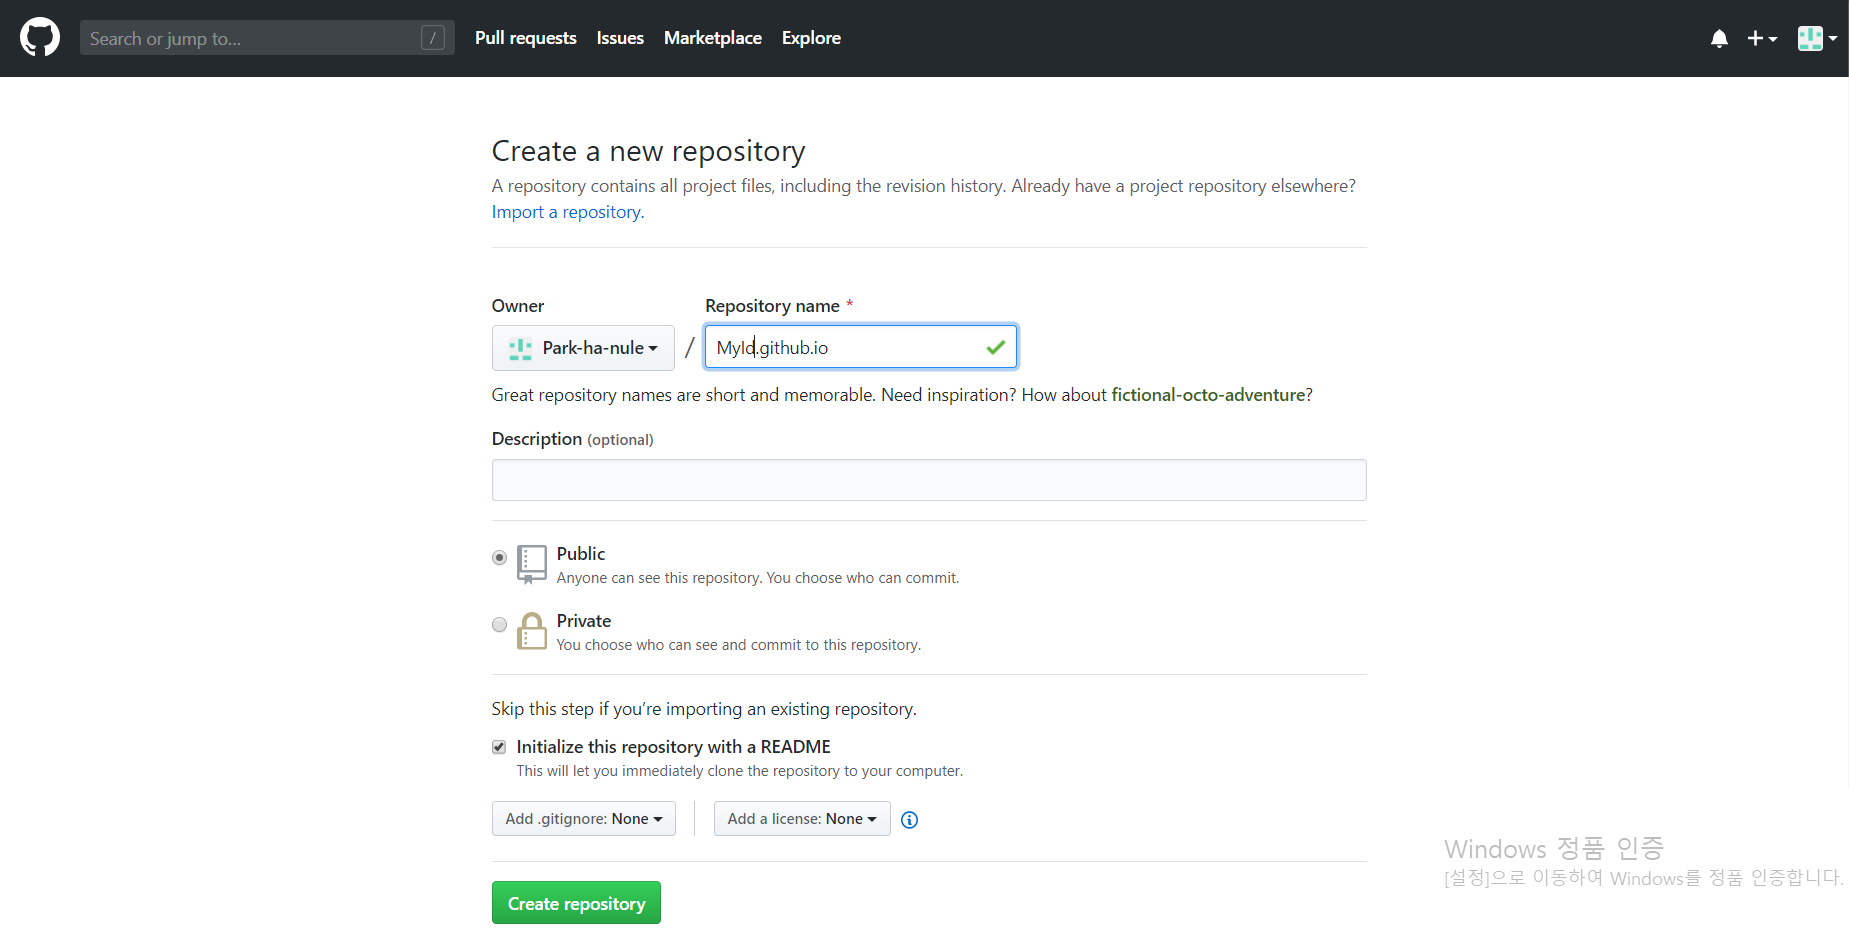 Search or jump to... /
Pull requests Issues Marketplace Explore
Create a new repository
A repository contains all project files, including the revision history. Already have a project repository elsewhere?
Import a repository.
Owner Repository name *
Park-ha-nule / MyId.github.io
Great repository names are short and memorable. Need inspiration? How about fictional-octo-adventure?
Description (optional)
Public
Anyone can see this repository. You choose who can commit.
Private
You choose who can see and commit to this repository.
Skip this step if you’re importing an existing repository.
Initialize this repository with a README
This will let you immediately clone the repository to your computer.
Add .gitignore: None Add a license: None
Create repository
Windows 정품 인증
[설정]으로 이동하여 Windows를 정품 인증합니다.